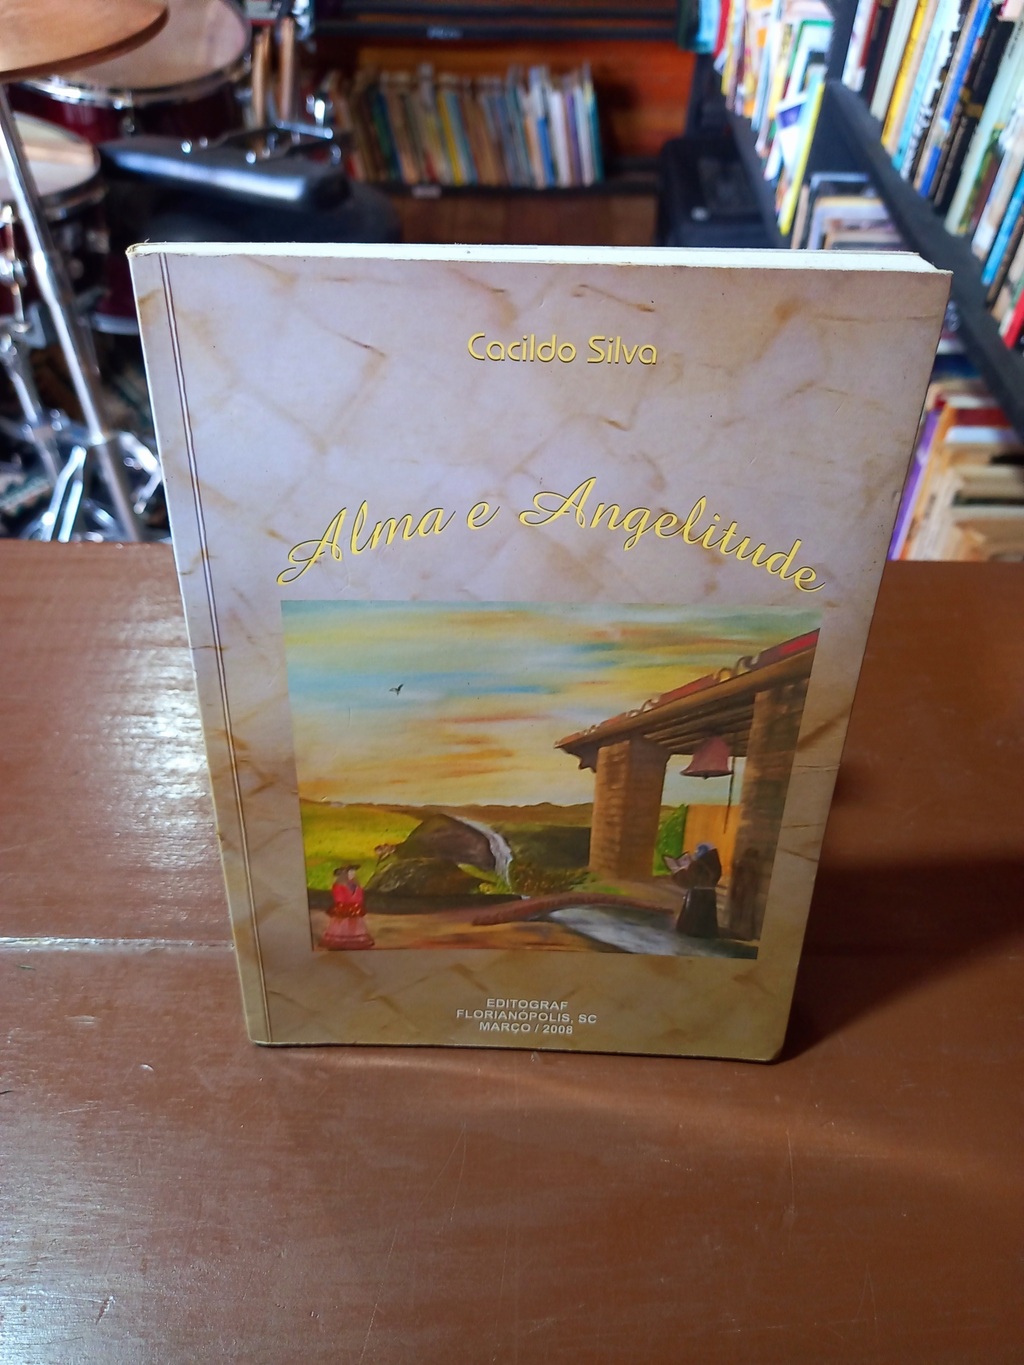 Cacildo Silva
Alma e Angelitude
EDITOGRAF
FLORIANÓPOLIS, SC
MARÇO / 2008